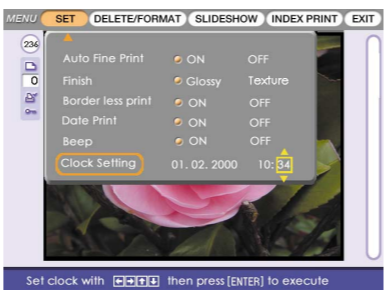 MENU SET DELETE/FORMAT SLIDESHOW INDEX PRINT EXIT
236
0
Auto Fine Print ON OFF
Finish Glossy Texture
Border less print ON OFF
Date Print ON OFF
Beep ON OFF
Clock Setting 01. 02. 2000 10: 34
Set clock with then press [ENTER] to execute